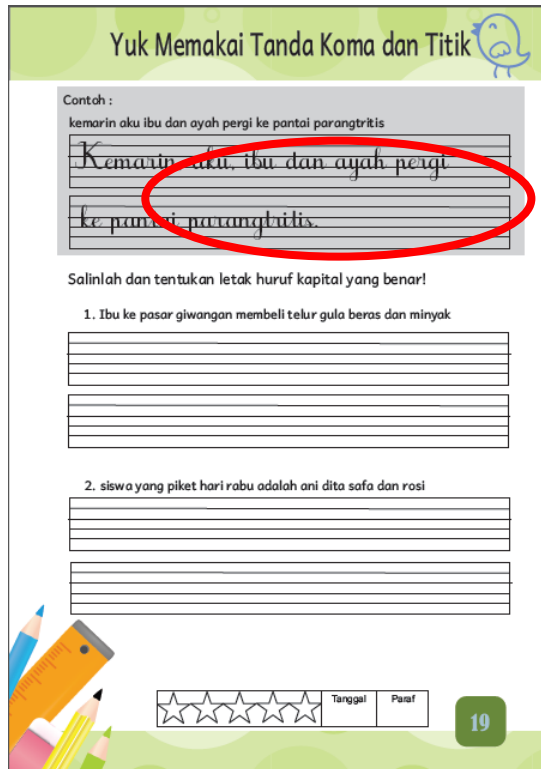 Yuk Memakai Tanda Koma dan Titik
Contoh :
kemarin aku ibu dan ayah pergi ke pantai parangtritis
Kemarin aku, ibu dan ayah pergi
ke pantai parangtritis.
Salinlah dan tentukan letak huruf kapital yang benar!
1. Ibu ke pasar giwangan membeli telur gula beras dan minyak
2. siswa yang piket hari rabu adalah ani dita safa dan rosi
Tanggal
Paraf
19